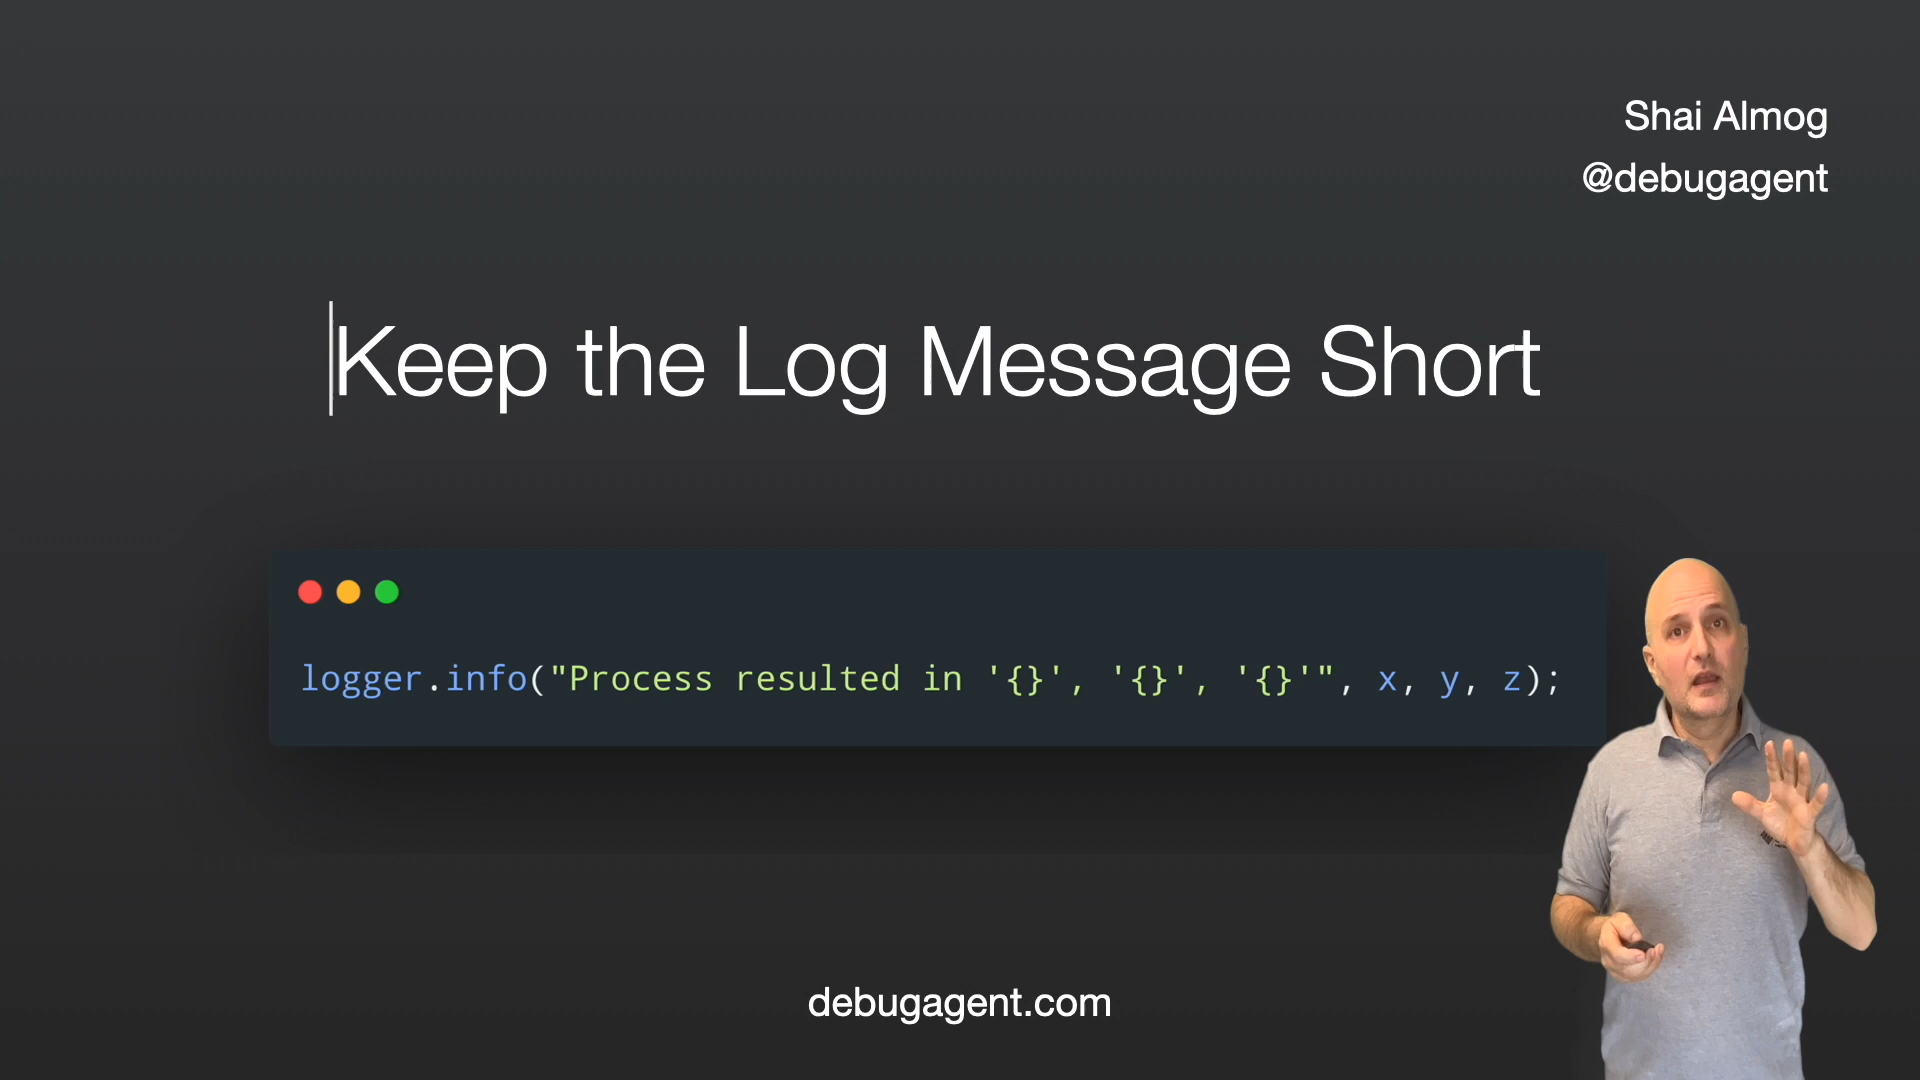 Shai Almog
@debugagent
Keep the Log Message Short
logger.info("Process resulted in '{}', '{}', '{}'", x, y, z);
debugagent.com